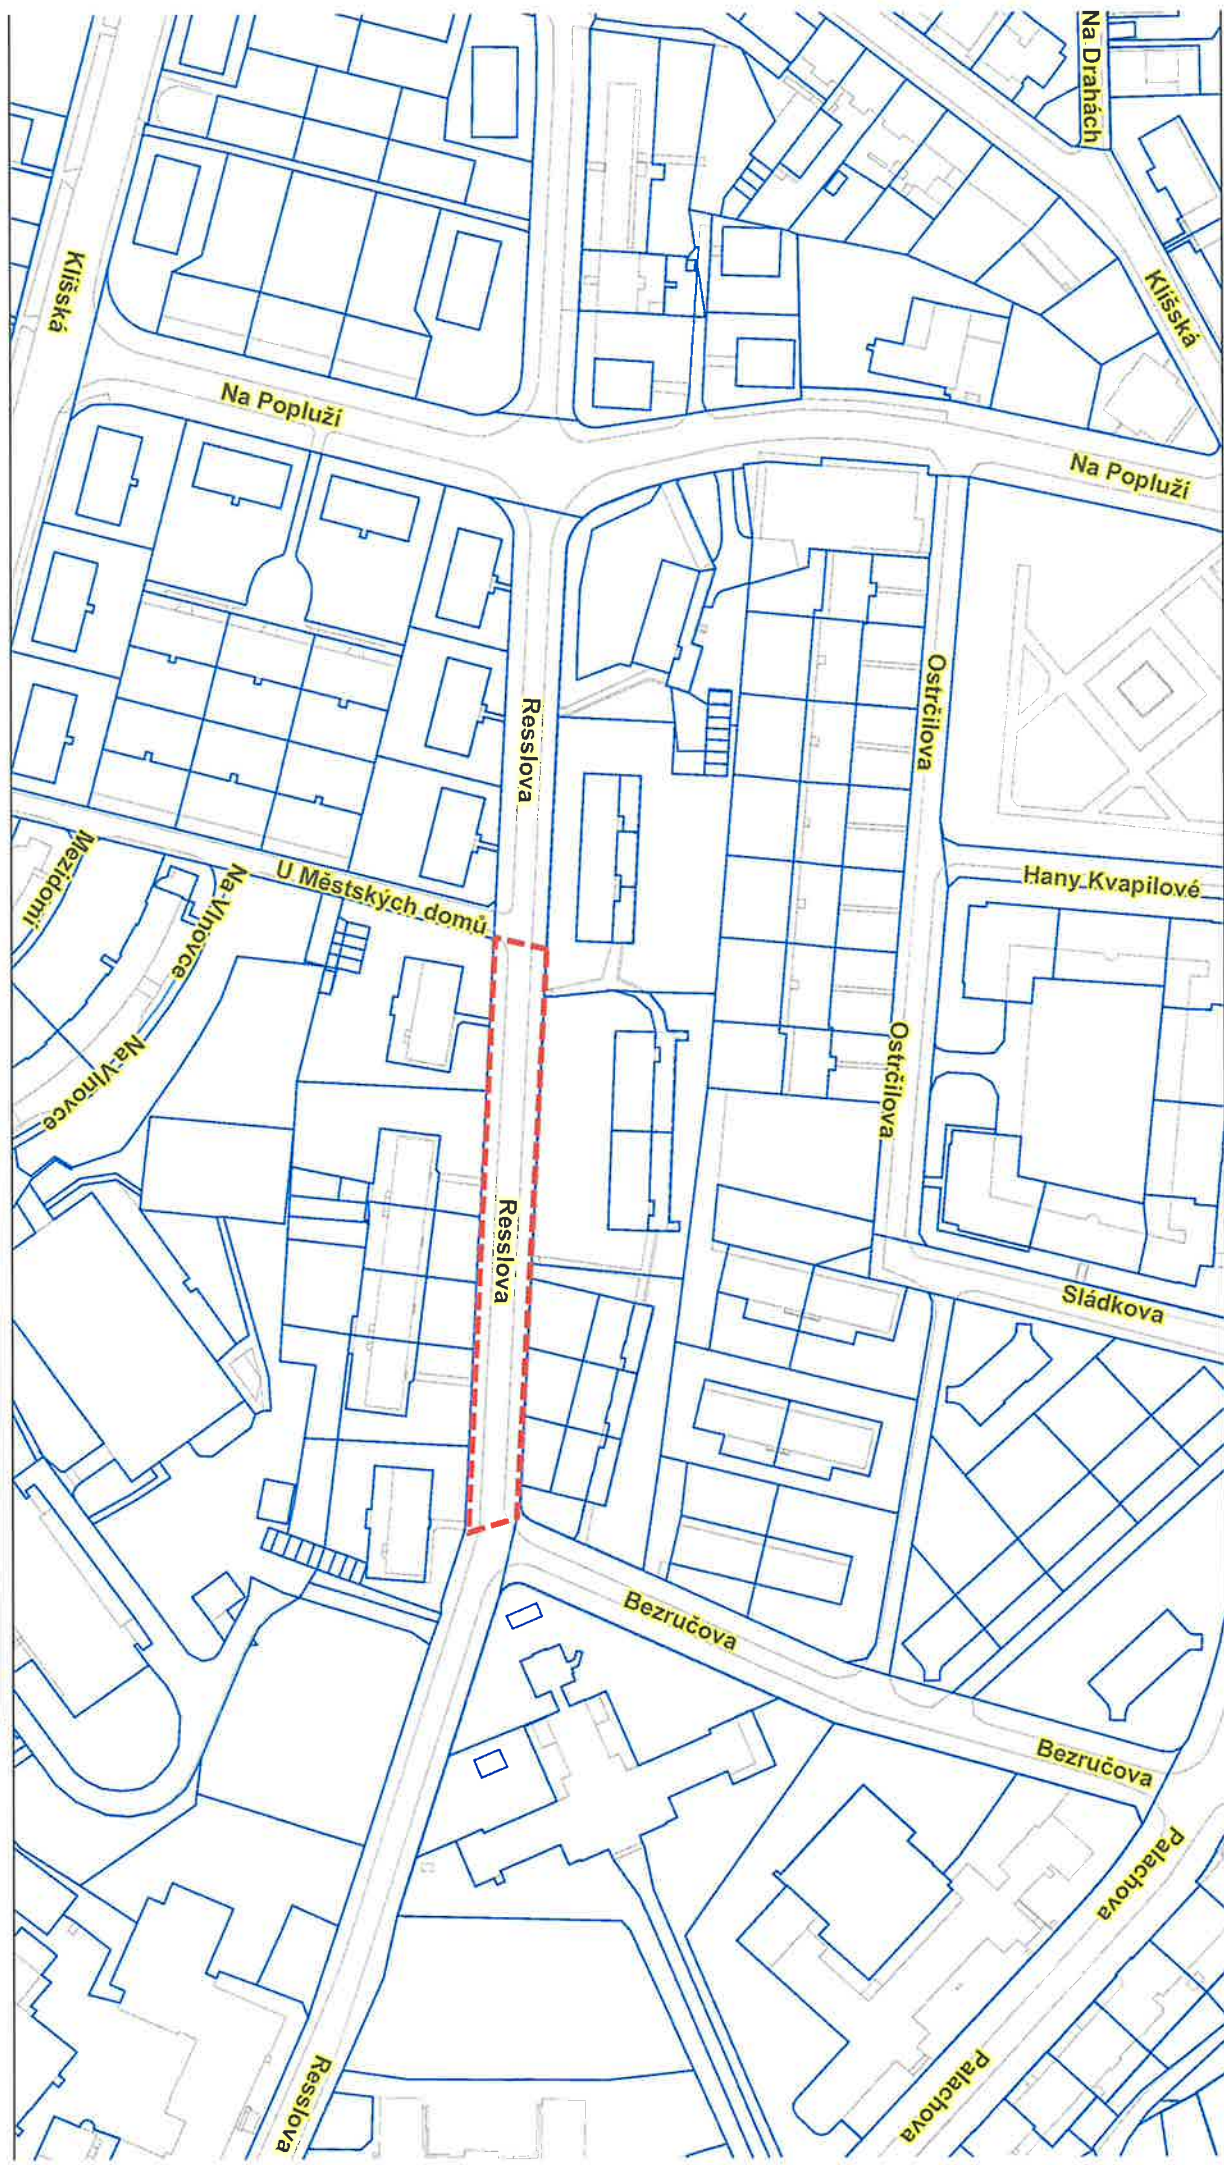 Na Drahách
Klíšská
Klíšská
Na Popluží
Na Popluží
Resslova
Ostrčilova
Hany Kvapilové
U Městských domů
Mezidomí
Na Vlnovce
Na Vlnovce
Ostrčilova
Resslova
Sládkova
Bezručova
Bezručova
Palachova
Palachova
Resslova